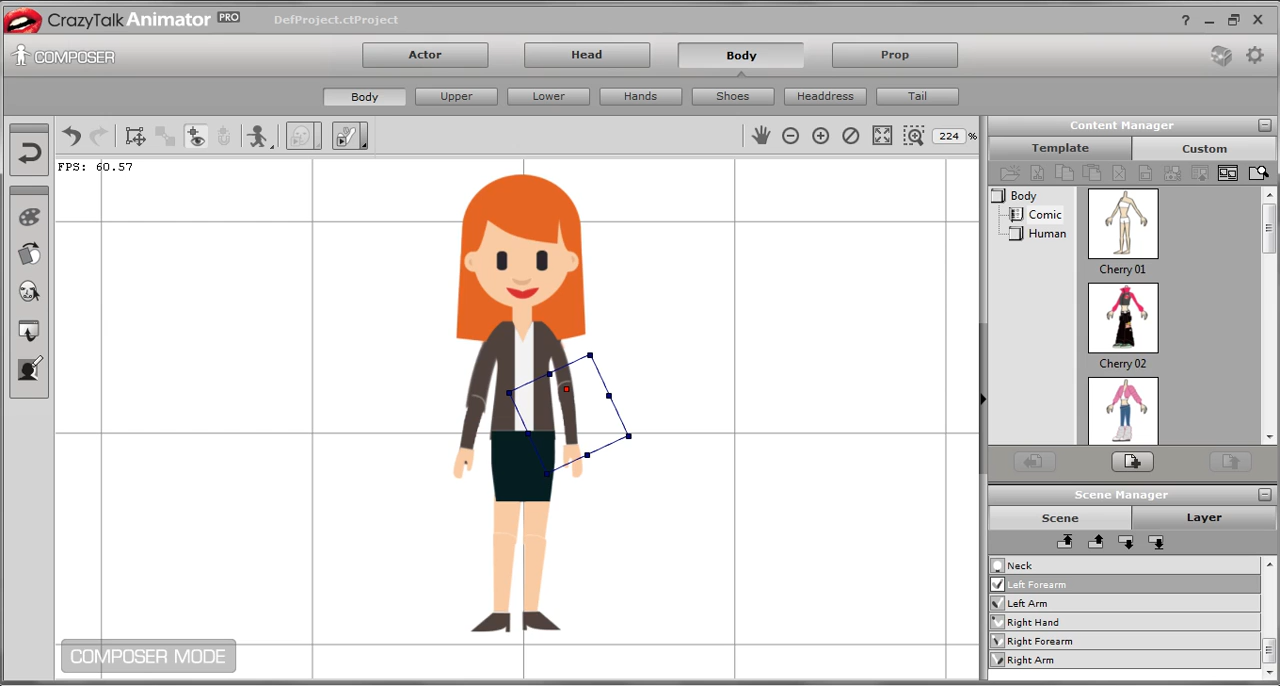 CrazyTalk Animator PRO DefProject.ctProject ?
COMPOSER Actor Head Body Prop
Body Upper Lower Hands Shoes Headdress Tail
224 %
FPS: 60.57
COMPOSER MODE
Content Manager
Template Custom
Body
Comic
Human
Cherry 01
Cherry 02
Scene Manager
Scene Layer
Neck
Left Forearm
Left Arm
Right Hand
Right Forearm
Right Arm